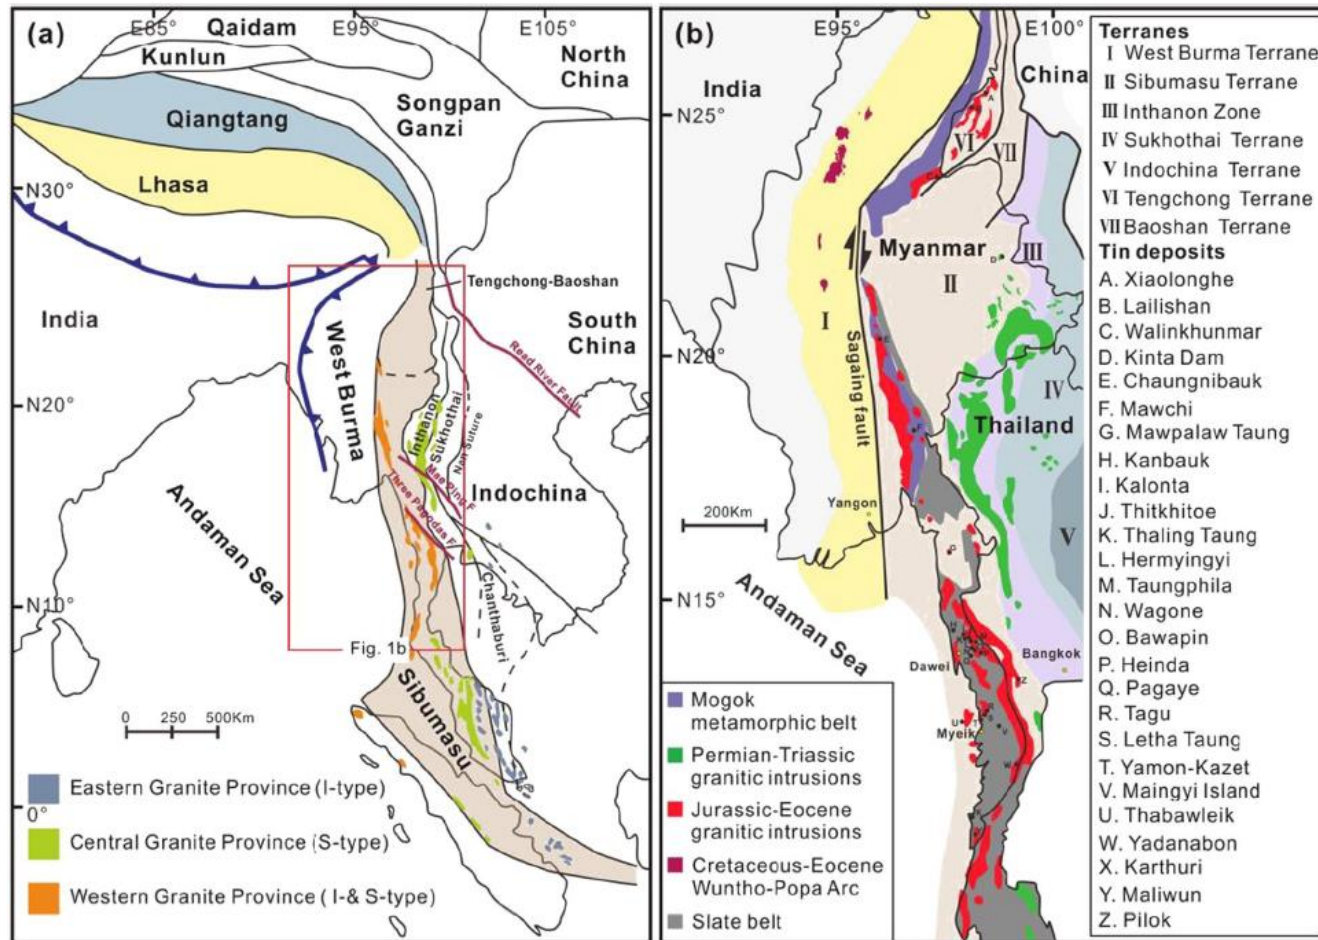 (a)
E85°
E95°
E105°
Qaidam
Kunlun
North
China
Songpan
Ganzi
Qiangtang
Lhasa
N30°
Tengchong-Baoshan
India
South
China
West Burma
Read River Fault
N20°
Inthanon
Sukhothai
Nan Suture
Mae Ping F
Three Pagodas F.
Indochina
Andaman Sea
Chanthaburi
N10°
Fig. 1b
Sibumasu
0 250 500Km
Eastern Granite Province (I-type)
0°
Central Granite Province (S-type)
Western Granite Province ( I-& S-type)
(b)
E95°
E100°
India
China
N25°
A
VI
VII
C
Myanmar
D
III
II
I
E
N20°
Sagaing fault
IV
F
Thailand
Yangon
200Km
V
G
Andaman Sea
N15°
Dawei
Bangkok
Z
U
T
S
V
Myeik
W
Mogok
metamorphic belt
Permian-Triassic
granitic intrusions
Jurassic-Eocene
granitic intrusions
Cretaceous-Eocene
Wuntho-Popa Arc
Slate belt
Terranes
I West Burma Terrane
II Sibumasu Terrane
III Inthanon Zone
IV Sukhothai Terrane
V Indochina Terrane
VI Tengchong Terrane
VII Baoshan Terrane
Tin deposits
A. Xiaolonghe
B. Lailishan
C. Walinkhunmar
D. Kinta Dam
E. Chaungnibauk
F. Mawchi
G. Mawpalaw Taung
H. Kanbauk
I. Kalonta
J. Thitkhitoe
K. Thaling Taung
L. Hermyingyi
M. Taungphila
N. Wagone
O. Bawapin
P. Heinda
Q. Pagaye
R. Tagu
S. Letha Taung
T. Yamon-Kazet
V. Maingyi Island
U. Thabawleik
W. Yadanabon
X. Karthuri
Y. Maliwun
Z. Pilok